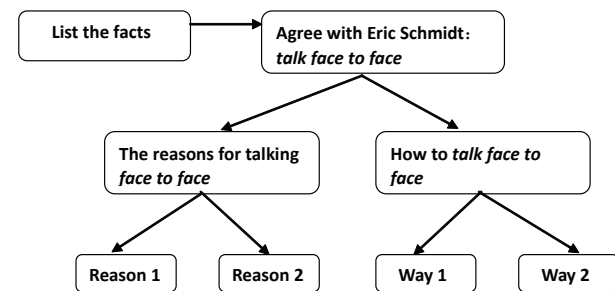 List the facts
Agree with Eric Schmidt：
talk face to face
The reasons for talking
face to face
How to talk face to
face
Reason 1
Reason 2
Way 1
Way 2